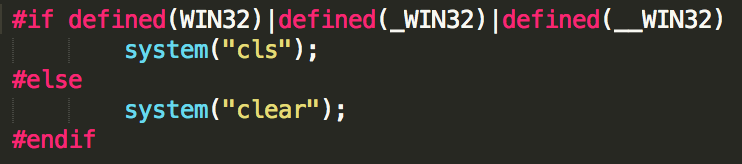 #if defined(WIN32)|defined(_WIN32)|defined(__WIN32)
system("cls");
#else
system("clear");
#endif